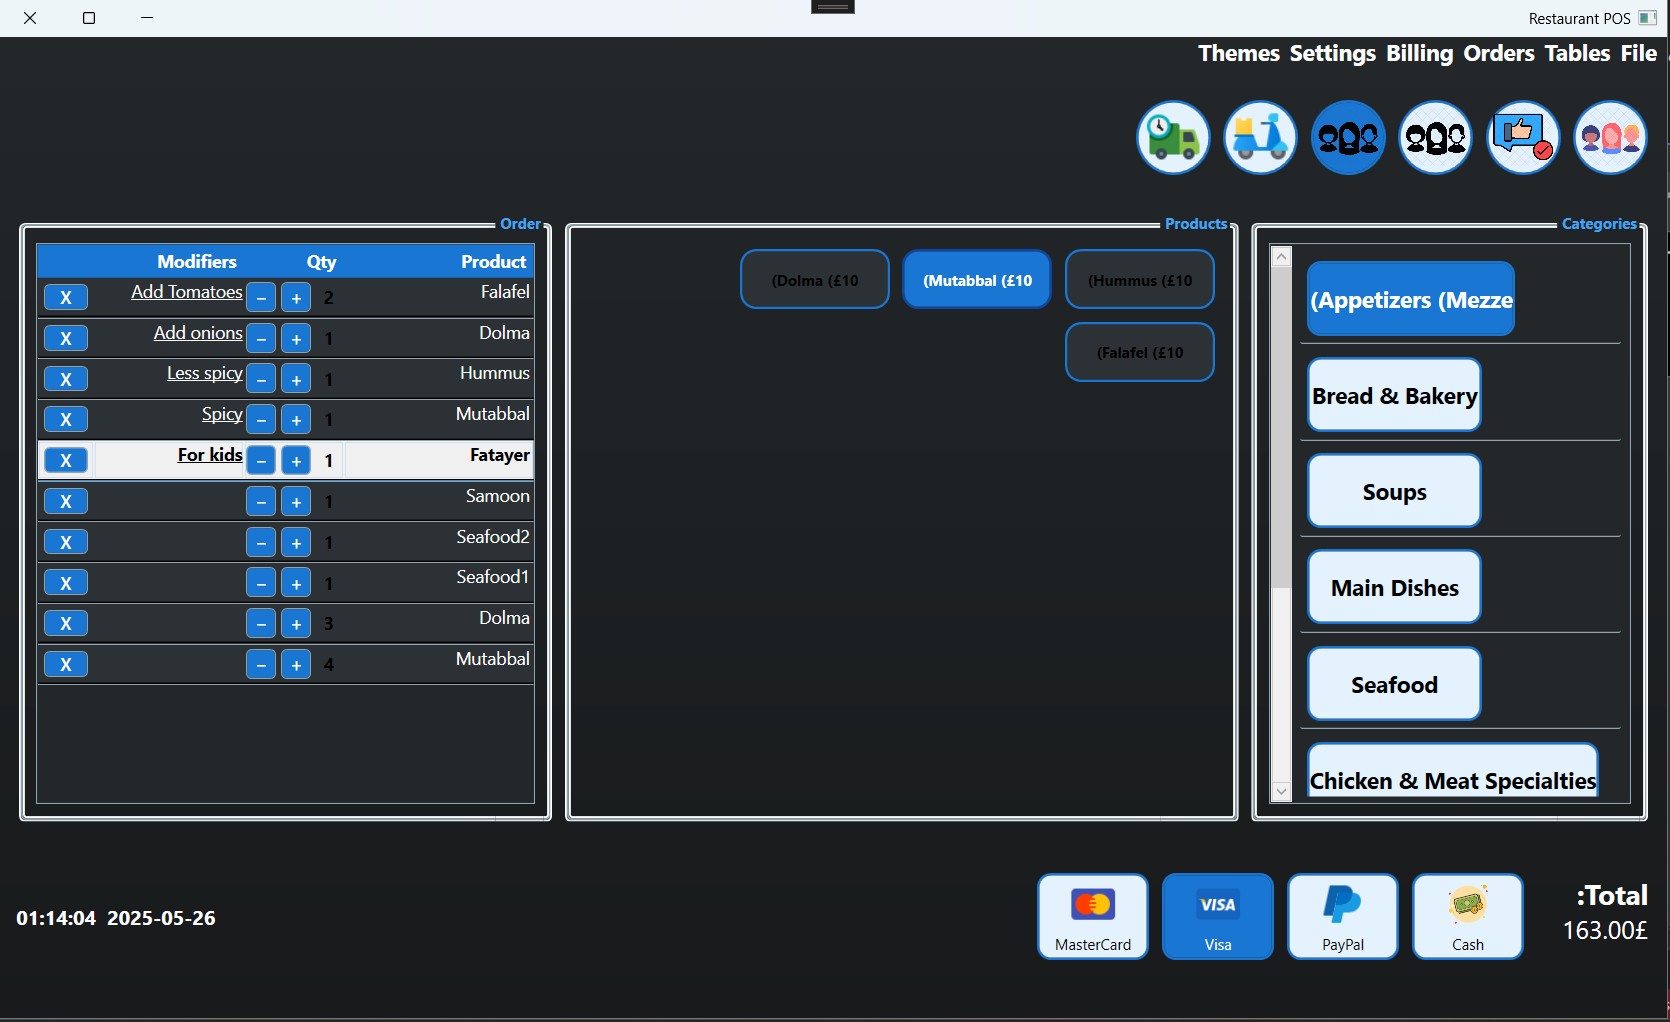 Restaurant POS
Themes Settings Billing Orders Tables File
Order
Products
Categories
Modifiers Qty Product
X Add Tomatoes − + 2 Falafel
X Add onions − + 1 Dolma
X Less spicy − + 1 Hummus
X Spicy − + 1 Mutabbal
X For kids − + 1 Fatayer
X − + 1 Samoon
X − + 1 Seafood2
X − + 1 Seafood1
X − + 3 Dolma
X − + 4 Mutabbal
(Dolma (£10
(Mutabbal (£10
(Hummus (£10
(Falafel (£10
(Appetizers (Mezze
Bread & Bakery
Soups
Main Dishes
Seafood
Chicken & Meat Specialties
01:14:04 2025-05-26
MasterCard
VISA
Visa
PayPal
Cash
:Total
163.00£